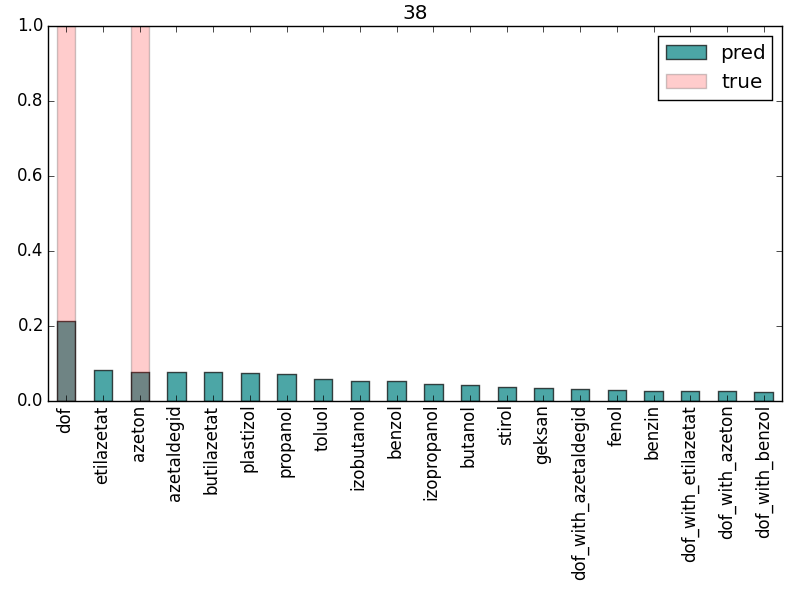 38
1.0
0.8
0.6
0.4
0.2
0.0
pred
true
dof
etilazetat
azeton
azetaldegid
butilazetat
plastizol
propanol
toluol
izobutanol
benzol
izopropanol
butanol
stirol
geksan
dof_with_azetaldegid
fenol
benzin
dof_with_etilazetat
dof_with_azeton
dof_with_benzol